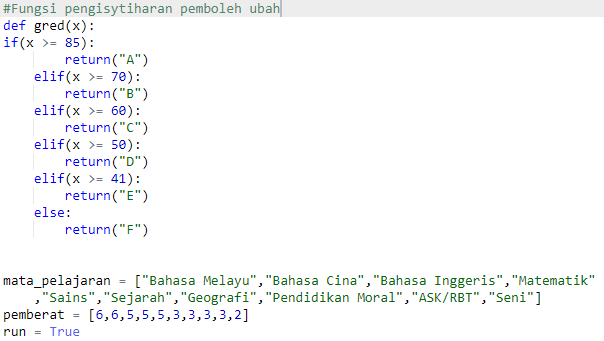 #Fungsi pengisytiharan pemboleh ubah
def gred(x):
if(x >= 85):
        return("A")
    elif(x >= 70):
        return("B")
    elif(x >= 60):
        return("C")
    elif(x >= 50):
        return("D")
    elif(x >= 41):
        return("E")
    else:
        return("F")
mata_pelajaran = ["Bahasa Melayu","Bahasa Cina","Bahasa Inggeris","Matematik"
    ,"Sains","Sejarah","Geografi","Pendidikan Moral","ASK/RBT","Seni"]
pemberat = [6,6,5,5,5,3,3,3,3,2]
run = True